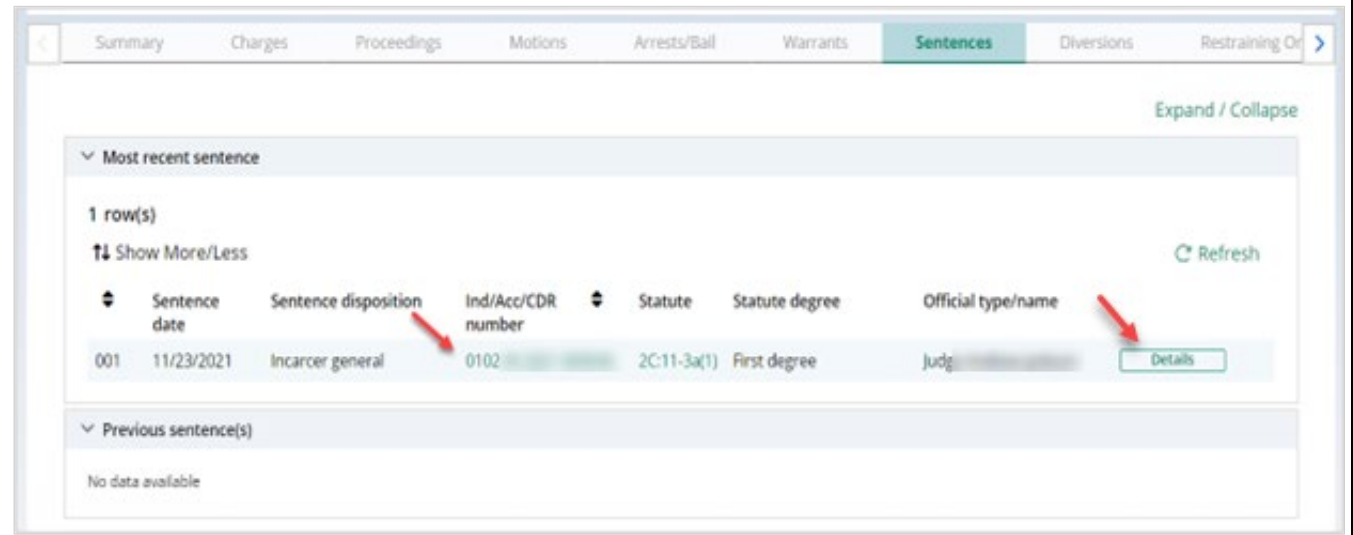 Summary Charges Proceedings Motions Arrests/Bail Warrants Sentences Diversions Restraining Or
Expand / Collapse
Most recent sentence
1 row(s)
Show More/Less Refresh
Sentence date Sentence disposition Ind/Acc/CDR number Statute Statute degree Official type/name
001 11/23/2021 Incarcer general 0102 2C:11-3a(1) First degree Judg Details
Previous sentence(s)
No data available